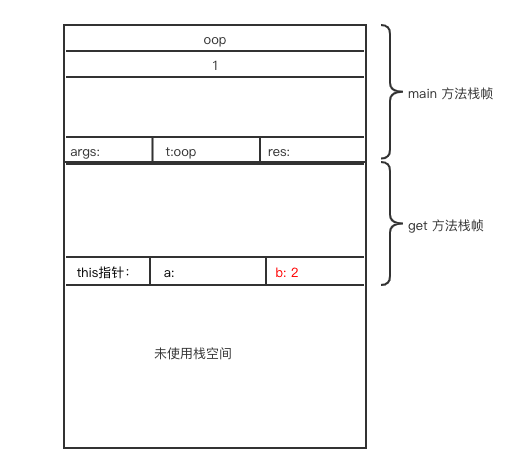 oop
1
main 方法栈帧
args:
t:oop
res:
get 方法栈帧
this指针：
a:
b: 2
未使用栈空间